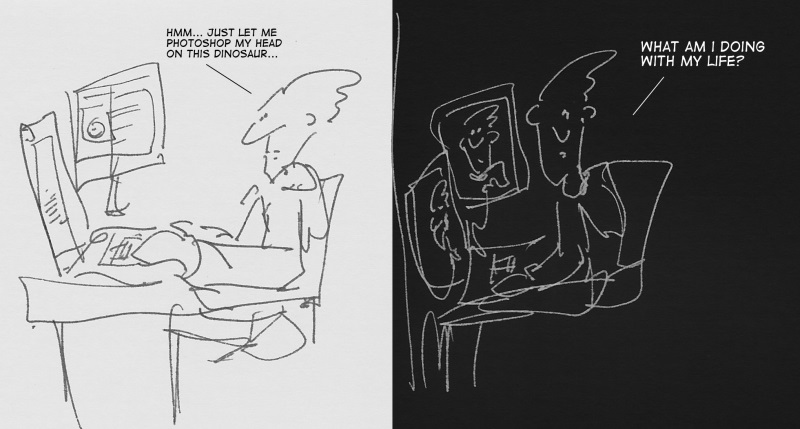 HMM... JUST LET ME
PHOTOSHOP MY HEAD
ON THIS DINOSAUR...
WHAT AM I DOING
WITH MY LIFE?